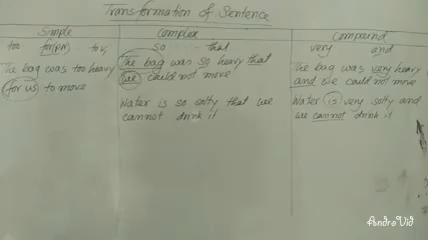 Transformation of Sentence
Simple
too for(pn) to v1
The bag was too heavy
for us to move
Complex
so that
The bag was so heavy that
we could not move
Water is so salty that we
cannot drink it
Compound
very and
The bag was very heavy
and we could not move
Water is very salty and
we cannot drink it
AndroVid